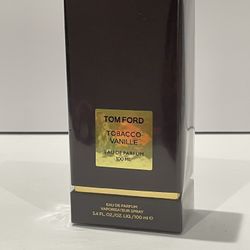 TOM FORD
TOBACCO
VANILLE
EAU DE PARFUM
100 ML
EAU DE PARFUM
VAPORISATEUR SPRAY
3.4 FL.OZ./OZ. LIQ./100 ml ℮